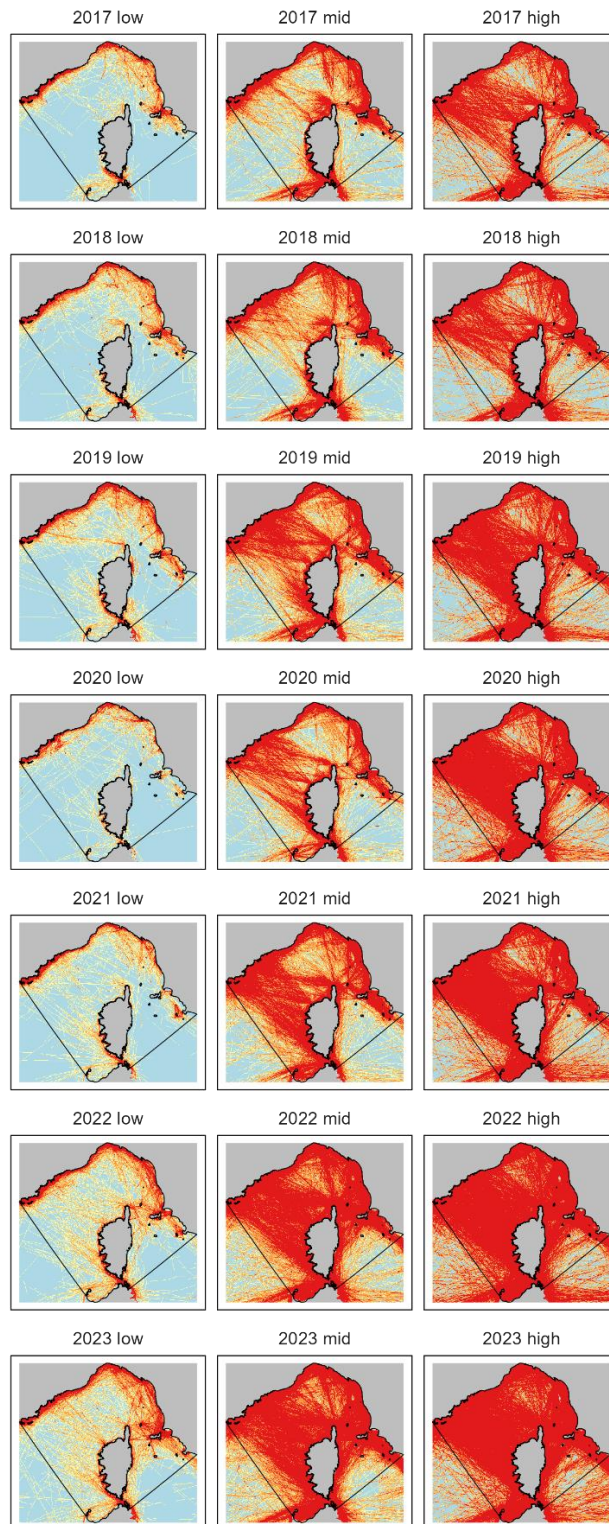 2017 low 2017 mid 2017 high
2018 low 2018 mid 2018 high
2019 low 2019 mid 2019 high
2020 low 2020 mid 2020 high
2021 low 2021 mid 2021 high
2022 low 2022 mid 2022 high
2023 low 2023 mid 2023 high